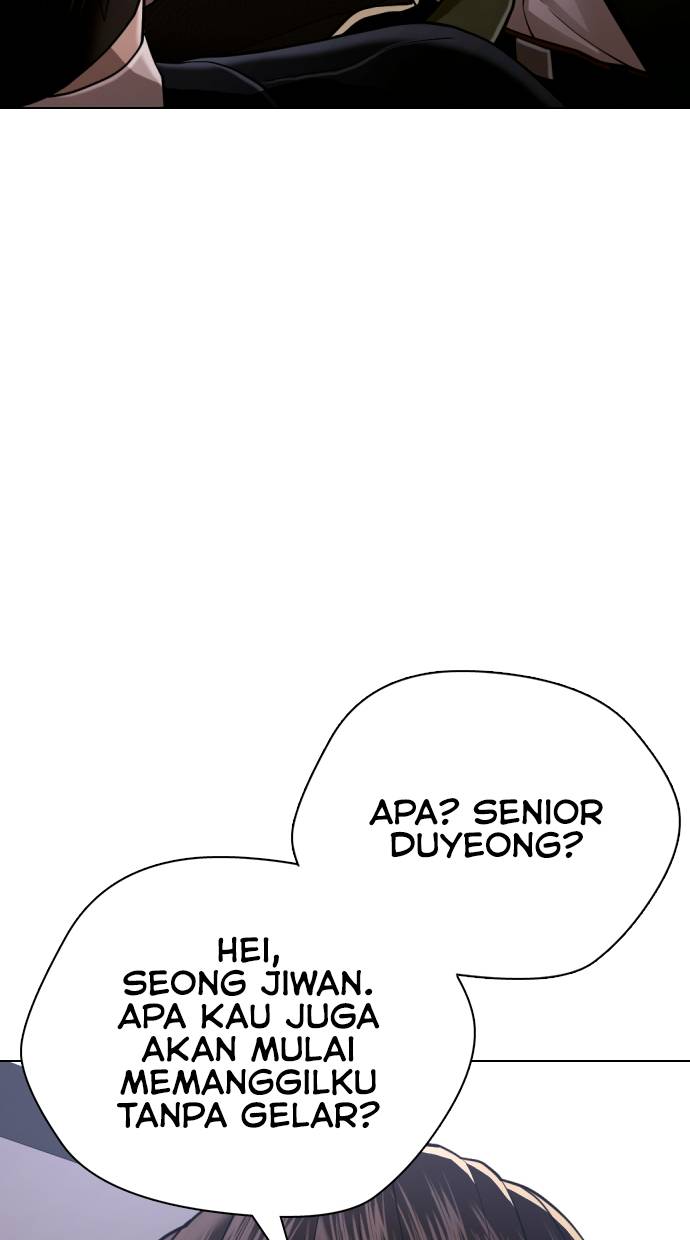 APA? SENIOR
DUYEONG?
HEI,
SEONG JIWAN.
APA KAU JUGA
AKAN MULAI
MEMANGGILKU
TANPA GELAR?